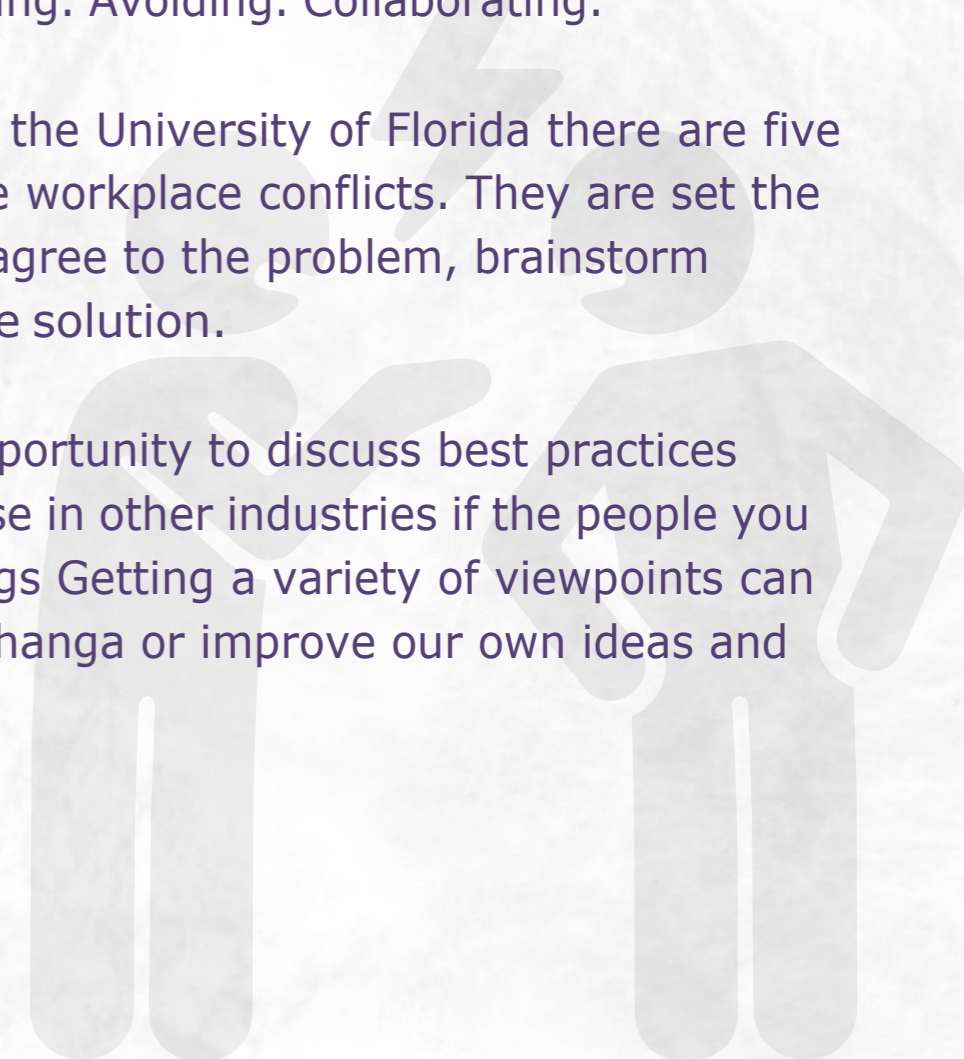 ing. Avoiding. Collaborating.
the University of Florida there are five
e workplace conflicts. They are set the
agree to the problem, brainstorm
e solution.
portunity to discuss best practices
se in other industries if the people you
gs Getting a variety of viewpoints can
hanga or improve our own ideas and